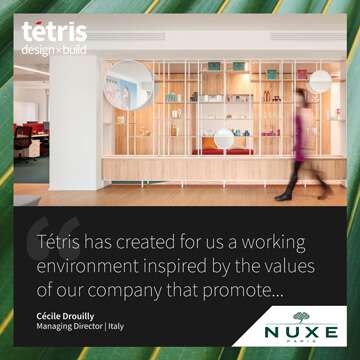 tétris
design×build
Tétris has created for us a working
environment inspired by the values
of our company that promote...
Cécile Drouilly
Managing Director | Italy
NUXE
PARIS